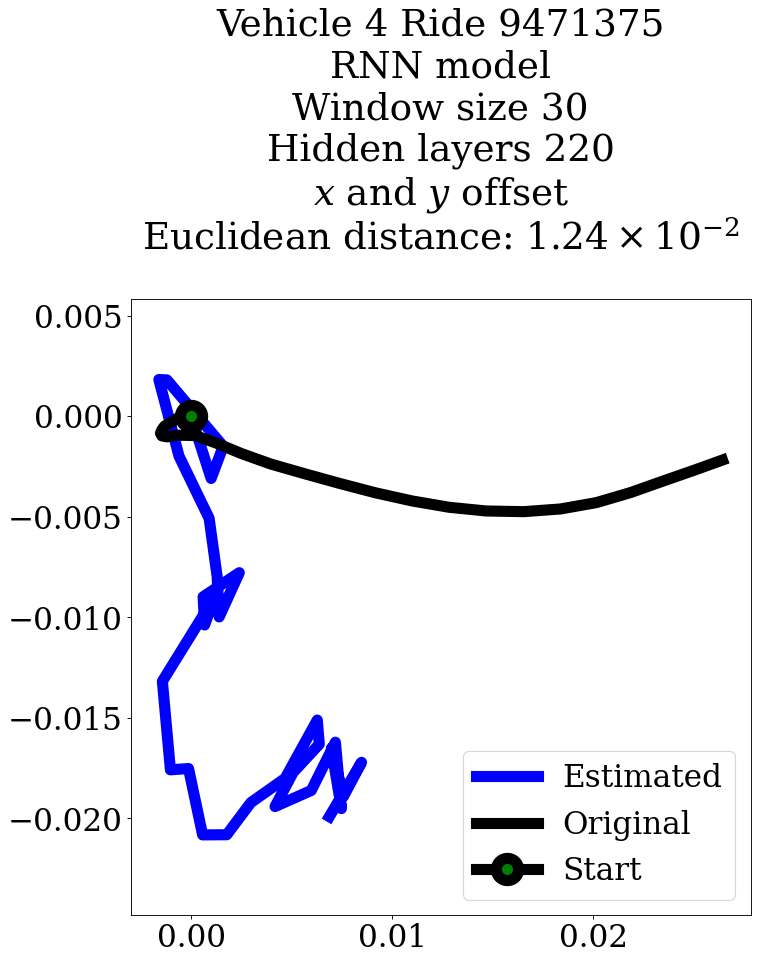 Vehicle 4 Ride 9471375
RNN model
Window size 30
Hidden layers 220
x and y offset
Euclidean distance: 1.24 × 10⁻²
0.005
0.000
−0.005
−0.010
−0.015
−0.020
Estimated
Original
Start
0.00 0.01 0.02